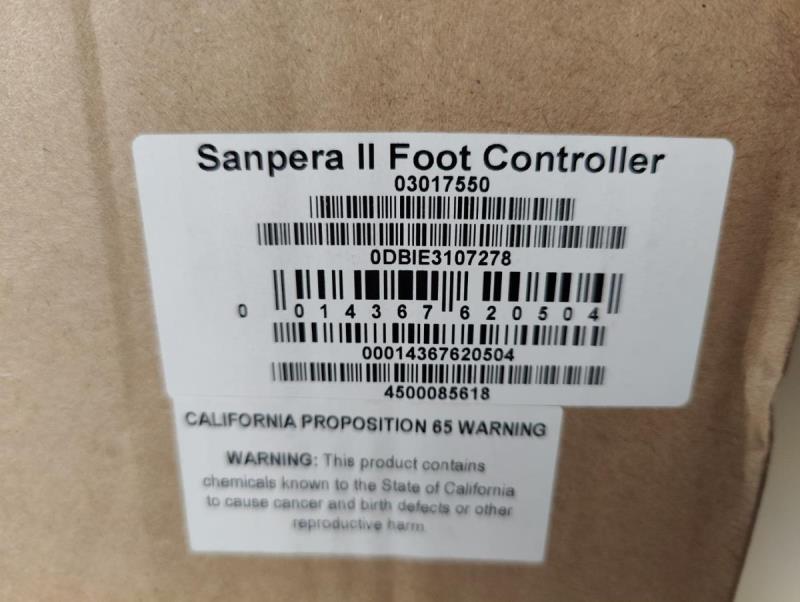 Sanpera II Foot Controller
03017550
0DBIE3107278
0 014367 620504
00014367620504
4500085618
CALIFORNIA PROPOSITION 65 WARNING
WARNING: This product contains
chemicals known to the State of California
to cause cancer and birth defects or other
reproductive harm